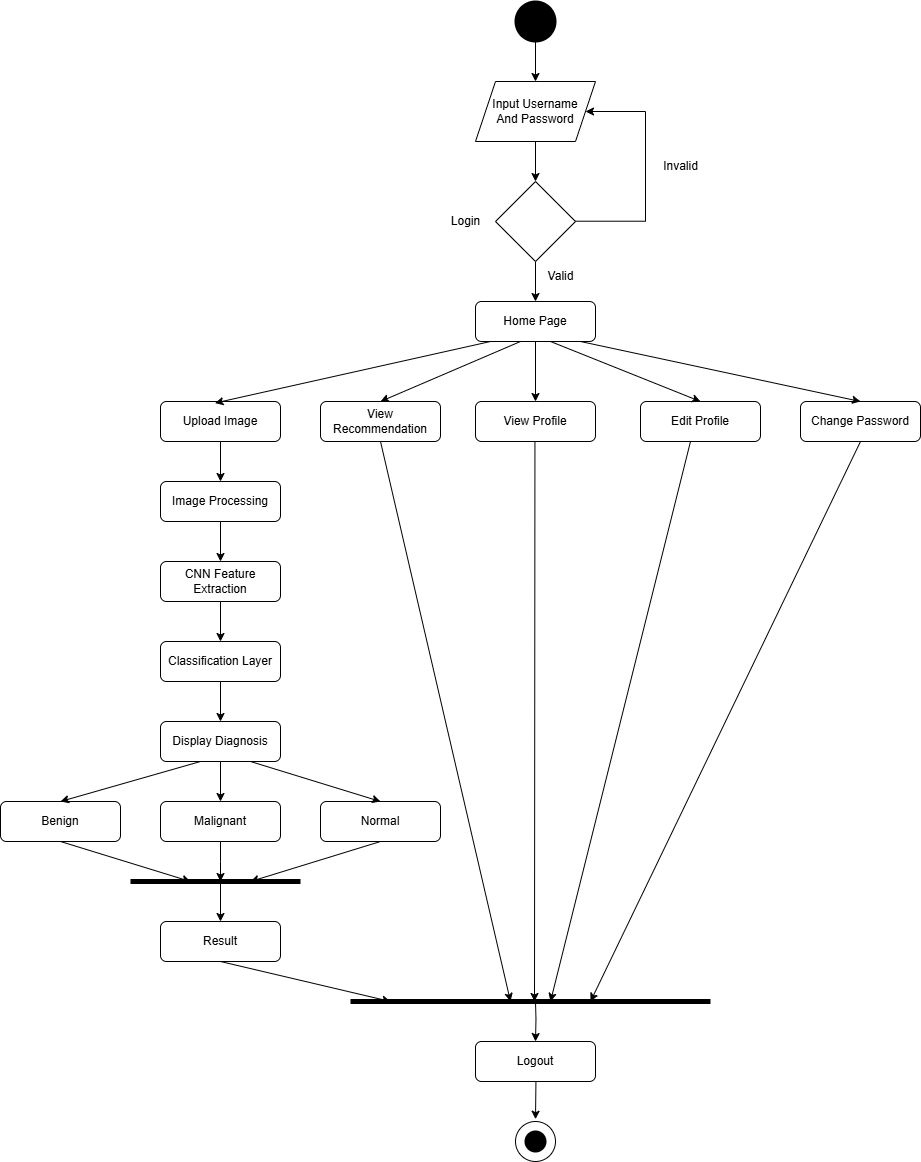 Input Username
And Password
Invalid
Login
Valid
Home Page
Upload Image
View
Recommendation
View Profile
Edit Profile
Change Password
Image Processing
CNN Feature
Extraction
Classification Layer
Display Diagnosis
Benign
Malignant
Normal
Result
Logout